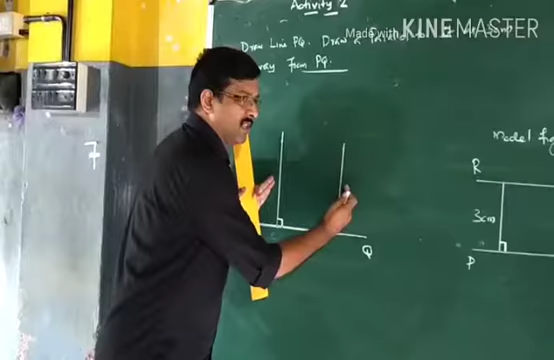 Activity 2
Made with KINEMASTER
Draw Line PQ. Draw a
From PQ.
Model fig
7
R
3cm
P
Q